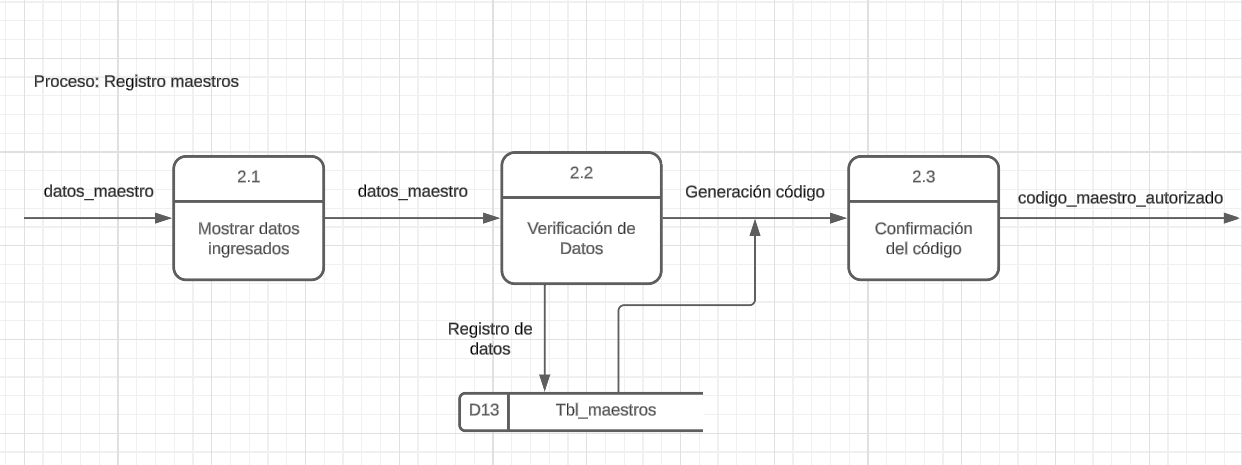 Proceso: Registro maestros
datos_maestro
2.1
Mostrar datos
ingresados
datos_maestro
2.2
Verificación de
Datos
Generación código
2.3
Confirmación
del código
codigo_maestro_autorizado
Registro de
datos
D13
Tbl_maestros